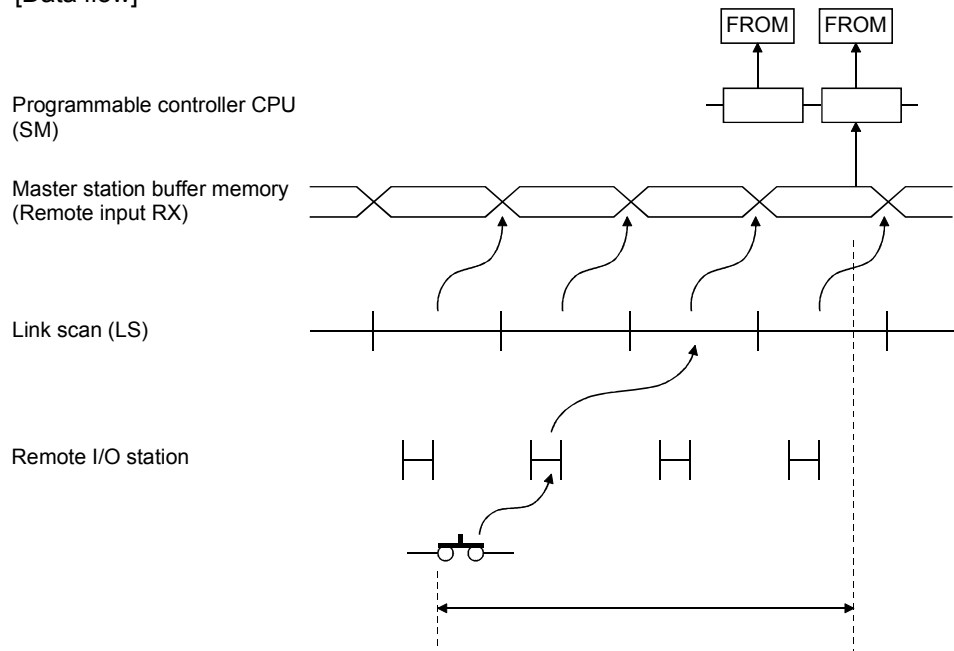 [Data flow]
FROM FROM
Programmable controller CPU
(SM)
Master station buffer memory
(Remote input RX)
Link scan (LS)
Remote I/O station